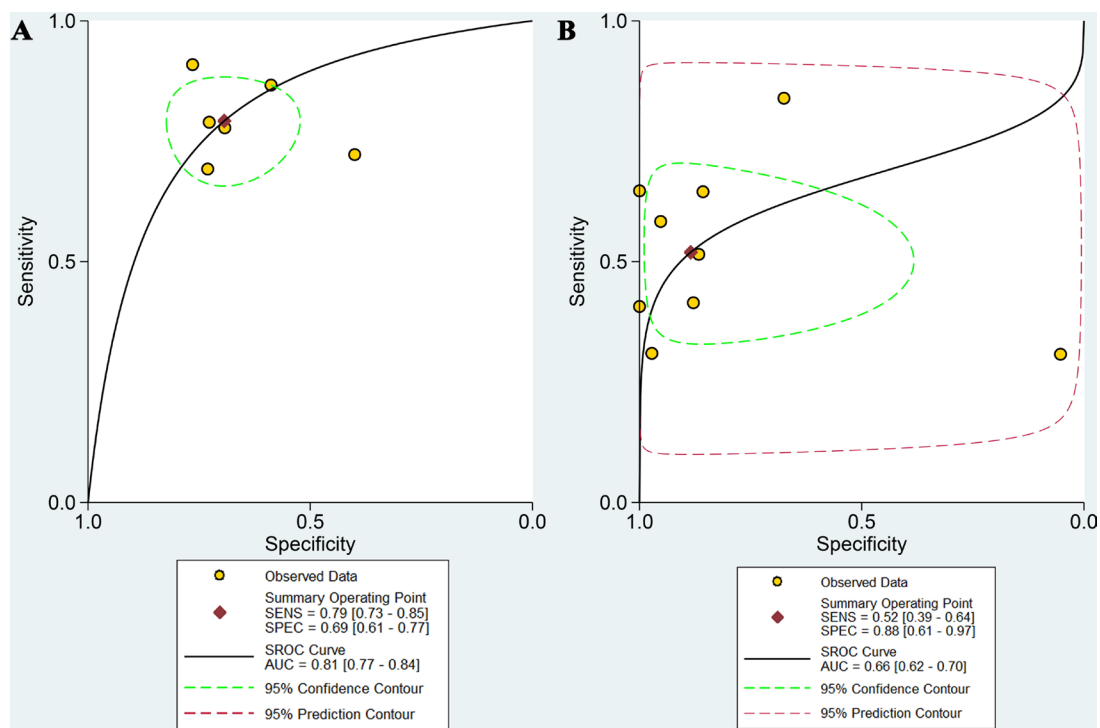 A
1.0
0.5
0.0
Sensitivity
1.0
0.5
0.0
Specificity
Observed Data
Summary Operating Point
SENS = 0.79 [0.73 - 0.85]
SPEC = 0.69 [0.61 - 0.77]
SROC Curve
AUC = 0.81 [0.77 - 0.84]
95% Confidence Contour
95% Prediction Contour
B
1.0
0.5
0.0
Sensitivity
1.0
0.5
0.0
Specificity
Observed Data
Summary Operating Point
SENS = 0.52 [0.39 - 0.64]
SPEC = 0.88 [0.61 - 0.97]
SROC Curve
AUC = 0.66 [0.62 - 0.70]
95% Confidence Contour
95% Prediction Contour